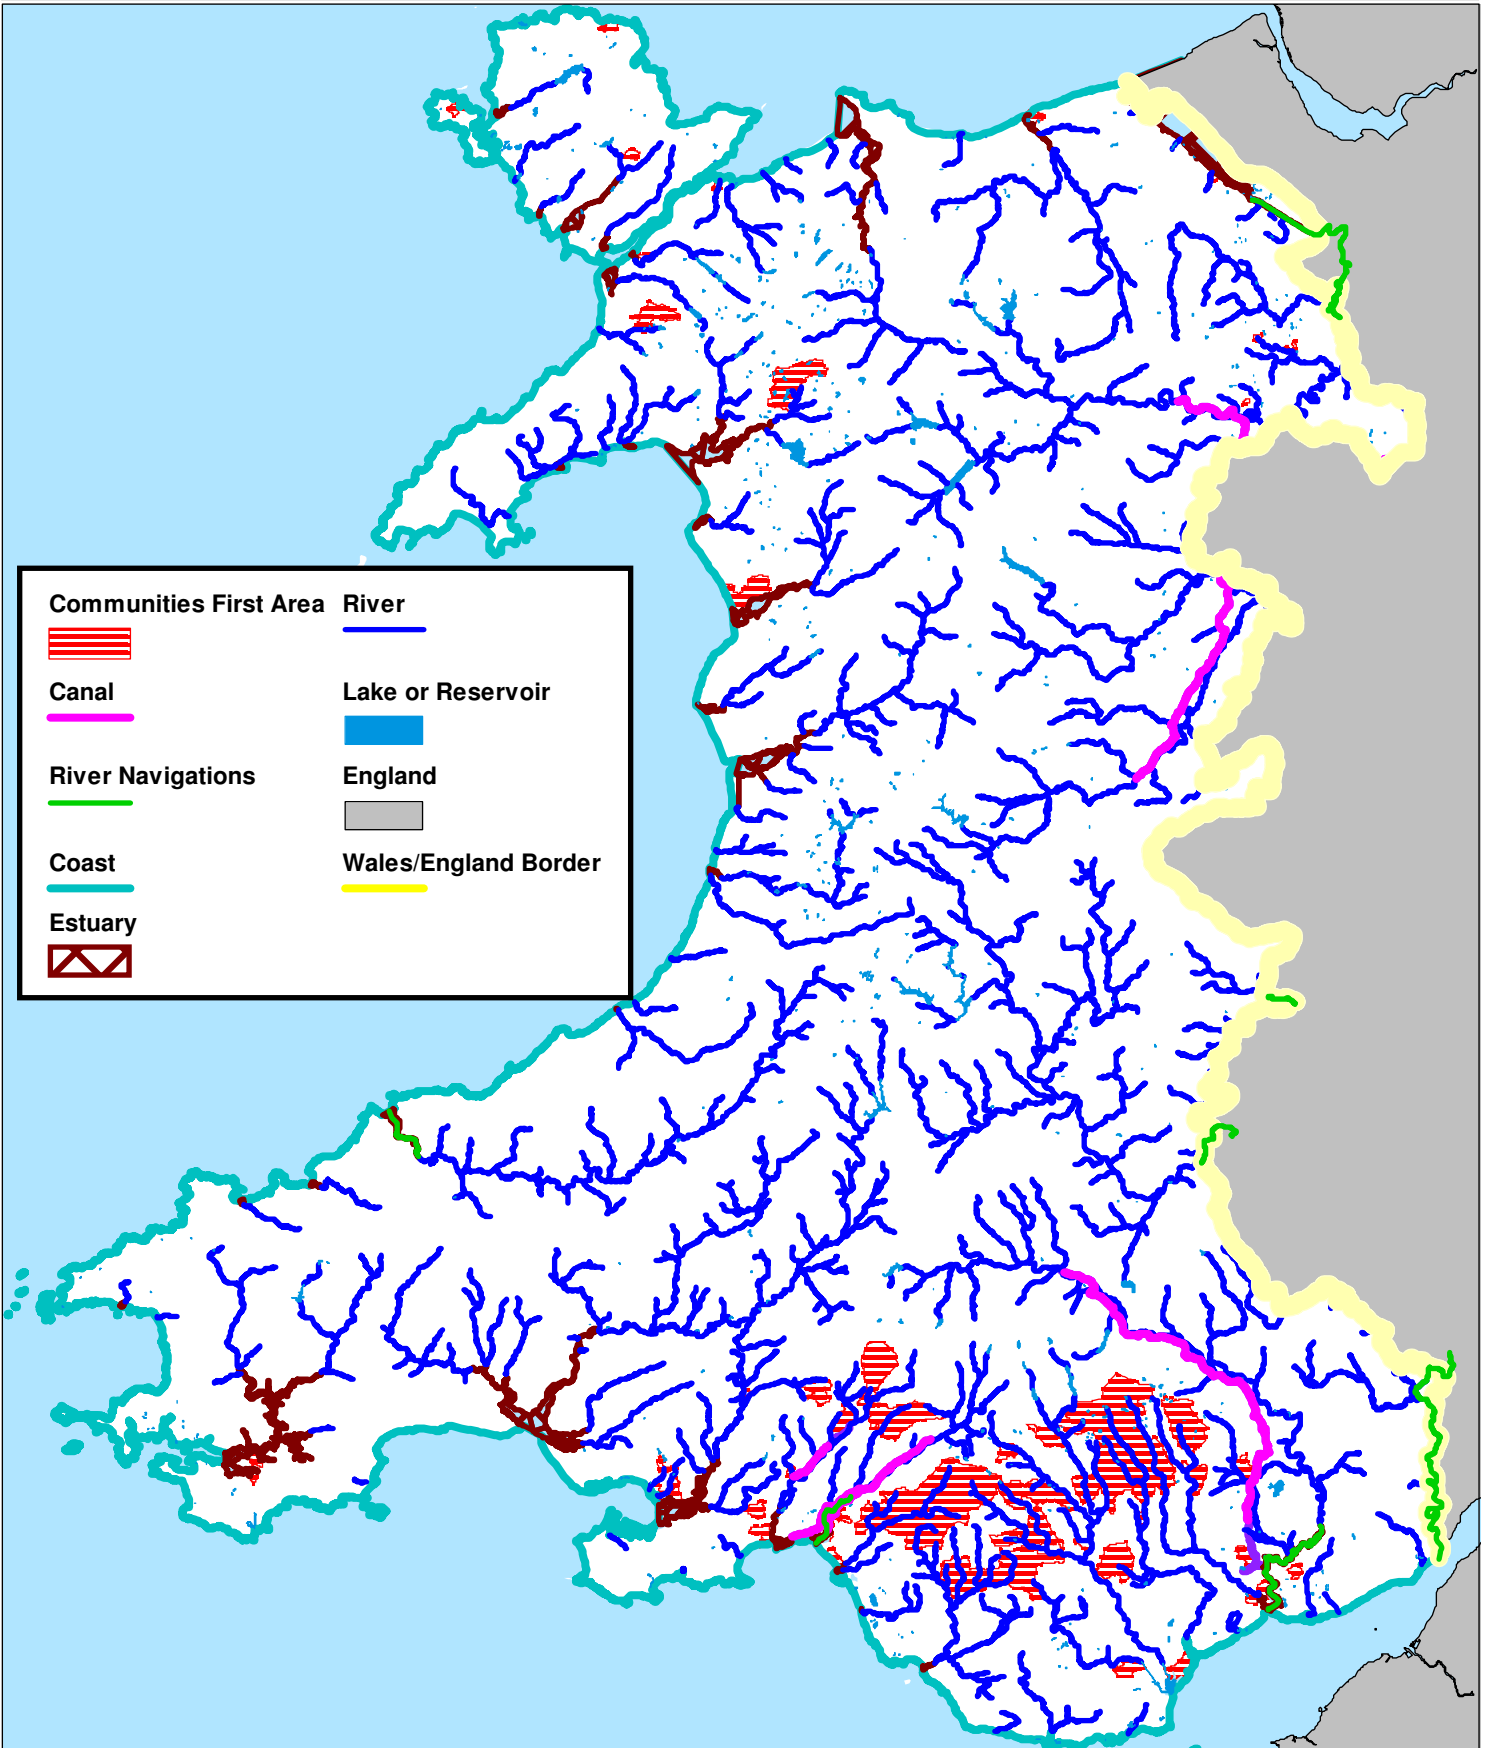 Communities First Area River
Canal Lake or Reservoir
River Navigations England
Coast Wales/England Border
Estuary